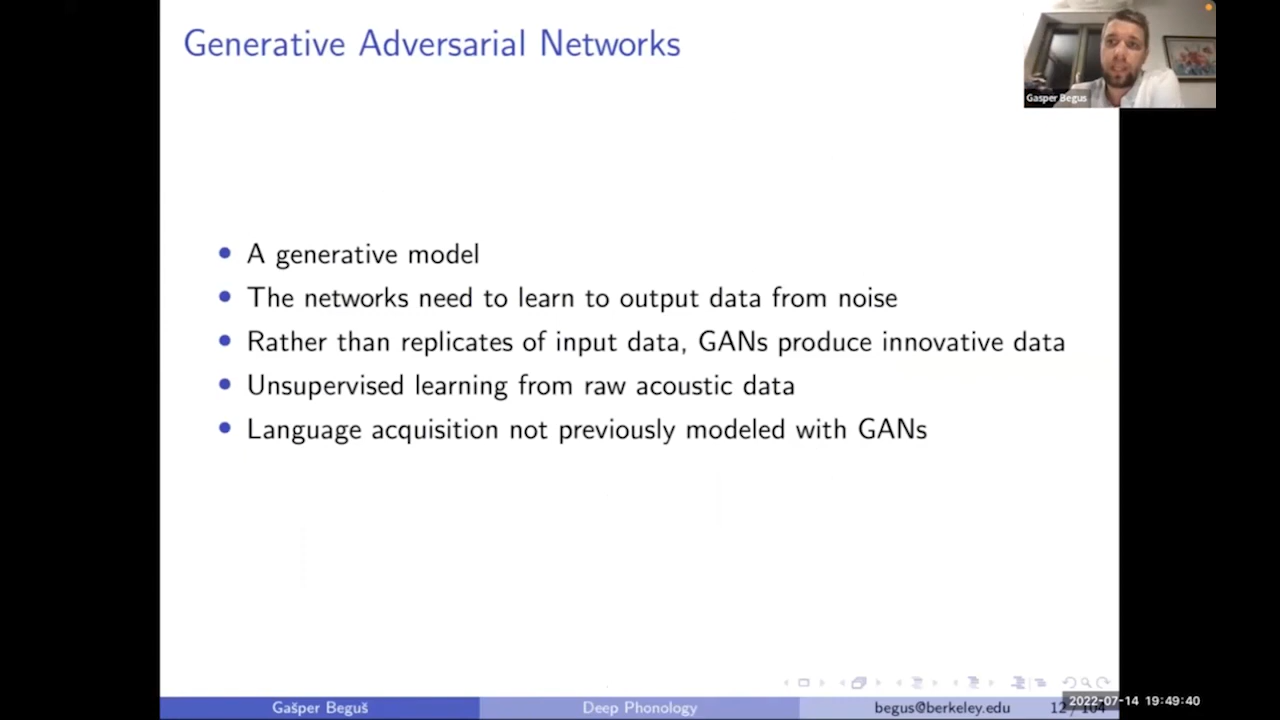 Generative Adversarial Networks
Gasper Begus
A generative model
The networks need to learn to output data from noise
Rather than replicates of input data, GANs produce innovative data
Unsupervised learning from raw acoustic data
Language acquisition not previously modeled with GANs
Gašper Beguš
Deep Phonology
begus@berkeley.edu
12 / 104
2022-07-14 19:49:40